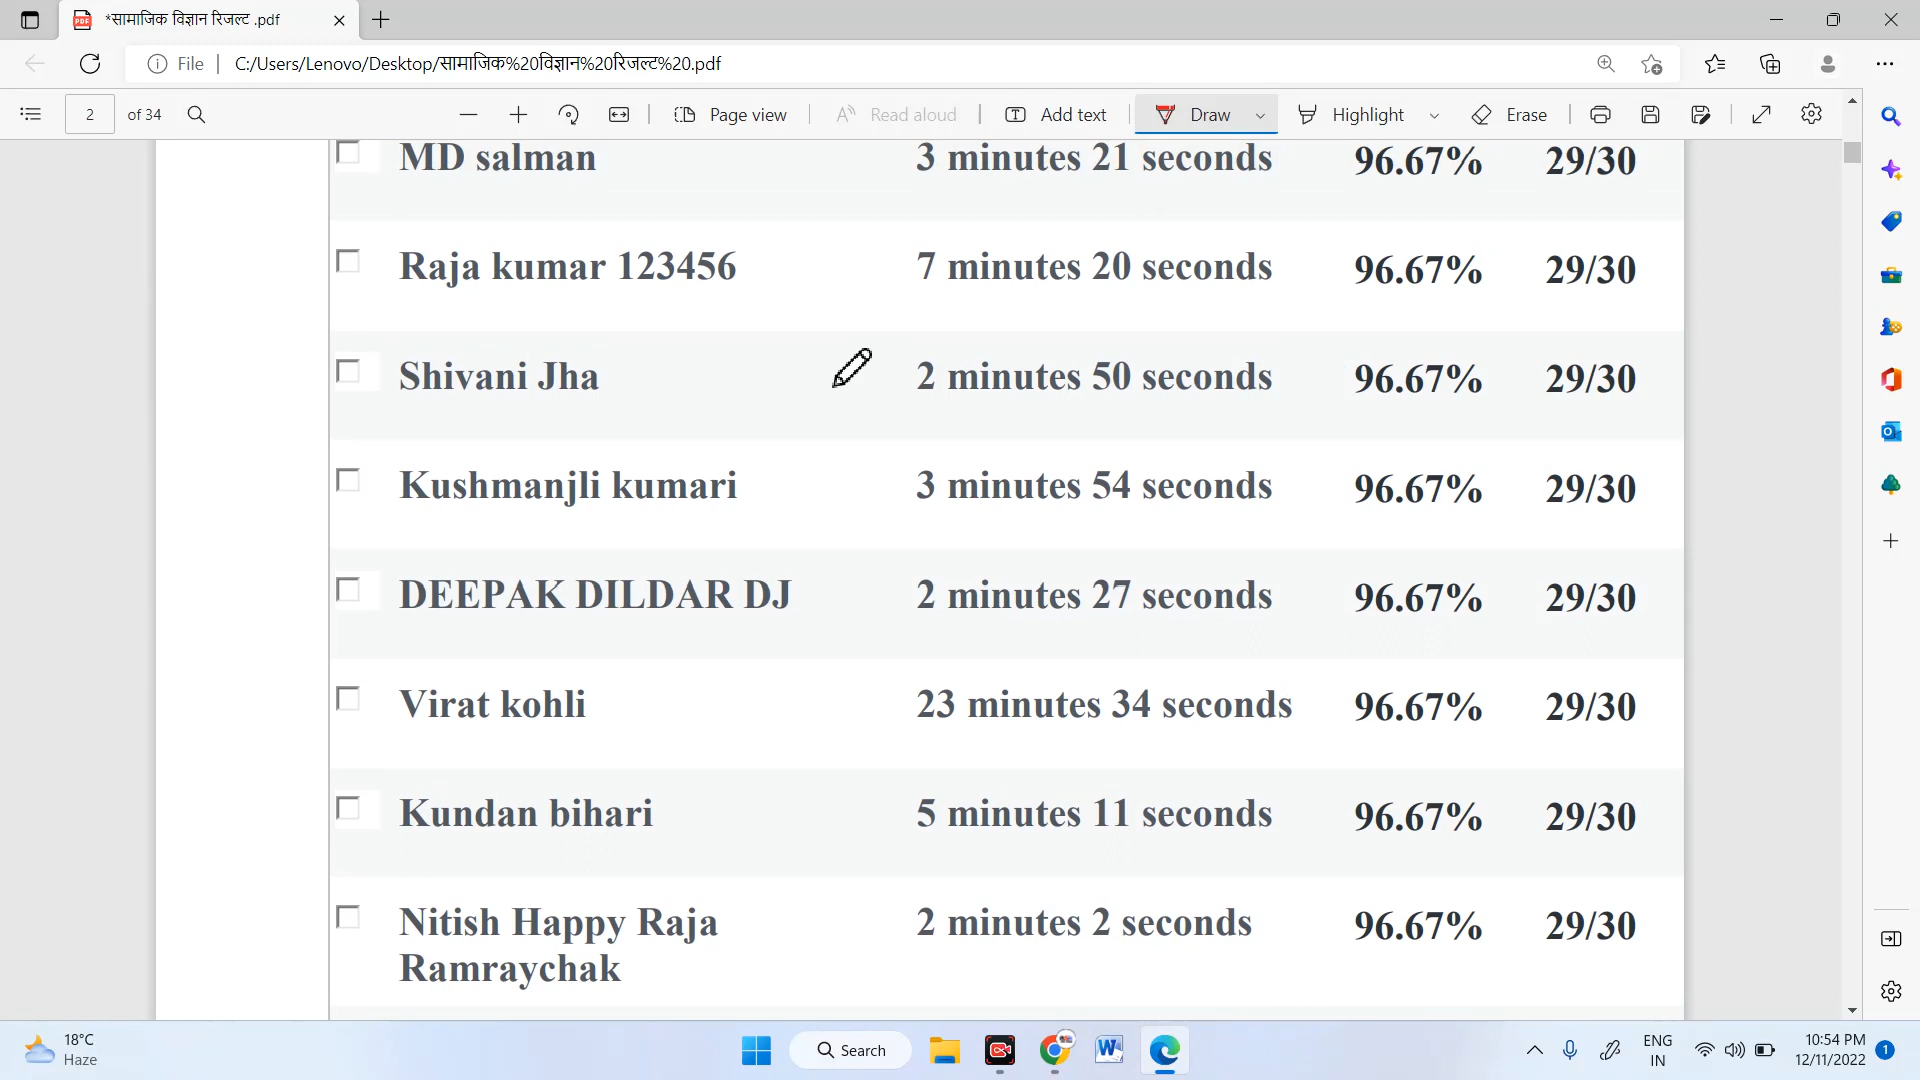 *सामाजिक विज्ञान रिजल्ट .pdf
File
C:/Users/Lenovo/Desktop/सामाजिक%20विज्ञान%20रिजल्ट%20.pdf
2 of 34
Page view
Read aloud
Add text
Draw
Highlight
Erase
MD salman 3 minutes 21 seconds 96.67% 29/30
Raja kumar 123456 7 minutes 20 seconds 96.67% 29/30
Shivani Jha 2 minutes 50 seconds 96.67% 29/30
Kushmanjli kumari 3 minutes 54 seconds 96.67% 29/30
DEEPAK DILDAR DJ 2 minutes 27 seconds 96.67% 29/30
Virat kohli 23 minutes 34 seconds 96.67% 29/30
Kundan bihari 5 minutes 11 seconds 96.67% 29/30
Nitish Happy Raja 2 minutes 2 seconds 96.67% 29/30
Ramraychak
18°C
Haze
Search
ENG
IN
10:54 PM
12/11/2022
1